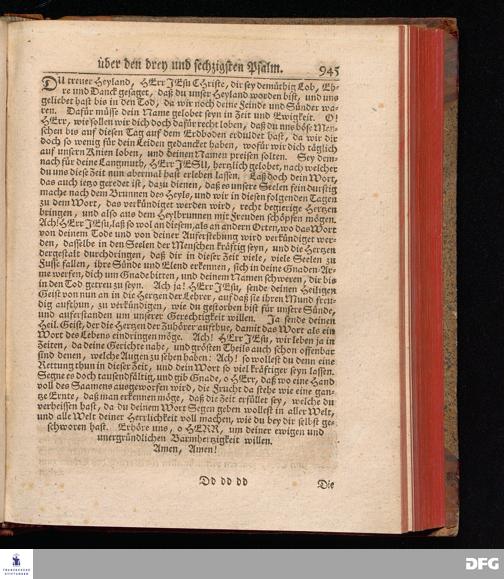 über den drey und sechzigsten Psalm. 945
DU treuer Heyland, HErr JEsu CHriste, dir sey demüthig Lob, Eh-
re und Danck gesaget, daß du unser Heyland worden bist, und uns
geliebet hast bis in den Tod, da wir noch deine Feinde und Sünder wa-
ren. Dafür müsse dein Name gelobet seyn in Zeit und Ewigkeit. O!
HErr, wie sollen wir dich doch dafür recht loben, daß du uns böse Men-
schen bis auf diesen Tag auf dem Erdboden erduldet hast, da wir dir
doch so wenig für dein Leiden gedancket haben, wofür wir dich täglich
auf unsern Knien loben, und deinen Namen preisen solten. Sey dem-
nach für deine Langmuth, HErr JESU, hertzlich gelobet, nach welcher
du uns diese Zeit nun abermal hast erleben lassen. Laß doch dein Wort,
das auch ietzo geredet ist, dazu dienen, daß es unsere Seelen fein durstig
mache nach dem Brunnen des Heyls, und wir in diesen folgenden Tagen
zu dem Wort, das verkündiget werden wird, recht begierige Hertzen
bringen, und also aus dem Heylbrunnen mit Freuden schöpfen mögen.
Ach! HErr JEsu, laß so wol an diesem, als an andern Orten, wo das Wort
von deinem Tode und von deiner Auferstehung wird verkündiget wer-
den, dasselbe in den Seelen der Menschen kräftig seyn, und die Hertzen
dergestalt durchdringen, daß dir in dieser Zeit viele, viele Seelen zu
Fusse fallen, ihre Sünde und Elend erkennen, sich in deine Gnaden-Ar-
me werfen, dich um Gnade bitten, und deinem Namen schweren, dir bis
in den Tod getreu zu seyn. Ach ja! HErr JEsu, sende deinen Heiligen
Geist von nun an in die Hertzen der Lehrer, auf daß sie ihren Mund freu-
dig aufthun, zu verkündigen, wie du gestorben bist für unsere Sünde,
und auferstanden um unserer Gerechtigkeit willen. Ja sende deinen
Heil. Geist, der die Hertzen der Zuhörer aufthue, damit das Wort als ein
Wort des Lebens eindringen möge. Ach! HErr JEsu, wir leben ja in
Zeiten, da deine Gerichte nahe, und grösten Theils auch schon offenbar
sind denen, welche Augen zu sehen haben: Ach! so wollest du denn eine
Rettung thun in dieser Zeit, und dein Wort so viel kräftiger seyn lassen.
Segne es doch tausendfältig, und gib Gnade, o HErr, daß wo eine Hand
voll des Saamens ausgeworfen wird, die Frucht da stehe wie eine gan-
tze Ernte, daß man erkennen möge, daß die Zeit erfüllet sey, welche du
verheissen hast, da du deinem Wort Segen geben wollest in aller Welt,
und alle Welt deiner Herrlichkeit voll machen, wie du bey dir selbst ge-
schworen hast. Erhöre uns, o HERR, um deiner ewigen und
unergründlichen Barmhertzigkeit willen.
Amen, Amen!
Dd dd dd Die
FRANCKESCHE
STIFTUNGEN
DFG